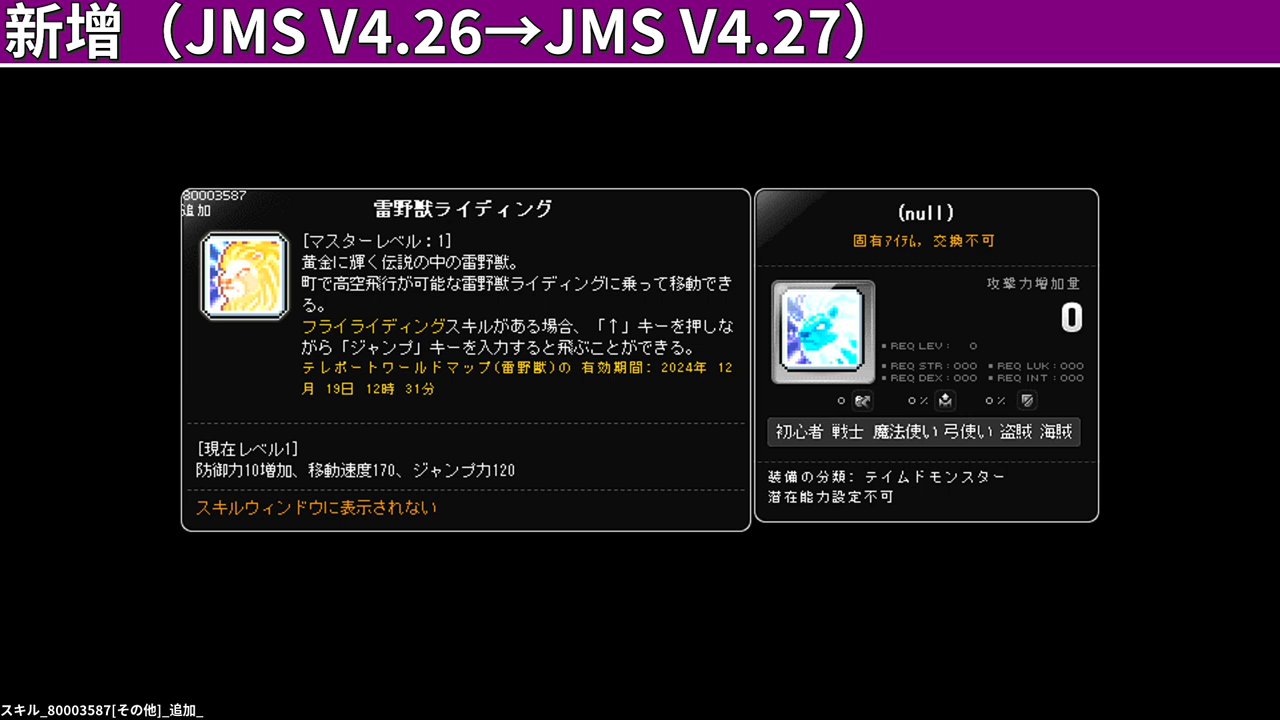 新増（JMS V4.26→JMS V4.27）
80003587
追加
雷野獣ライディング
[マスターレベル：1]
黄金に輝く伝説の中の雷野獣。
町で高空飛行が可能な雷野獣ライディングに乗って移動でき
る。
フライライディングスキルがある場合、「↑」キーを押しな
がら「ジャンプ」キーを入力すると飛ぶことができる。
テレポートワールドマップ(雷野獣)の 有効期間: 2024年 12
月 19日 12時 31分
[現在レベル1]
防御力10増加、移動速度170、ジャンプ力120
スキルウィンドウに表示されない
(null)
固有ｱｲﾃﾑ, 交換不可
攻撃力増加量
0
REQ LEV : 0
REQ STR : 000 REQ LUK : 000
REQ DEX : 000 REQ INT : 000
0 0 % 0 %
初心者 戦士 魔法使い 弓使い 盗賊 海賊
装備の分類: テイムドモンスター
潜在能力設定不可
スキル_80003587[その他]_追加_